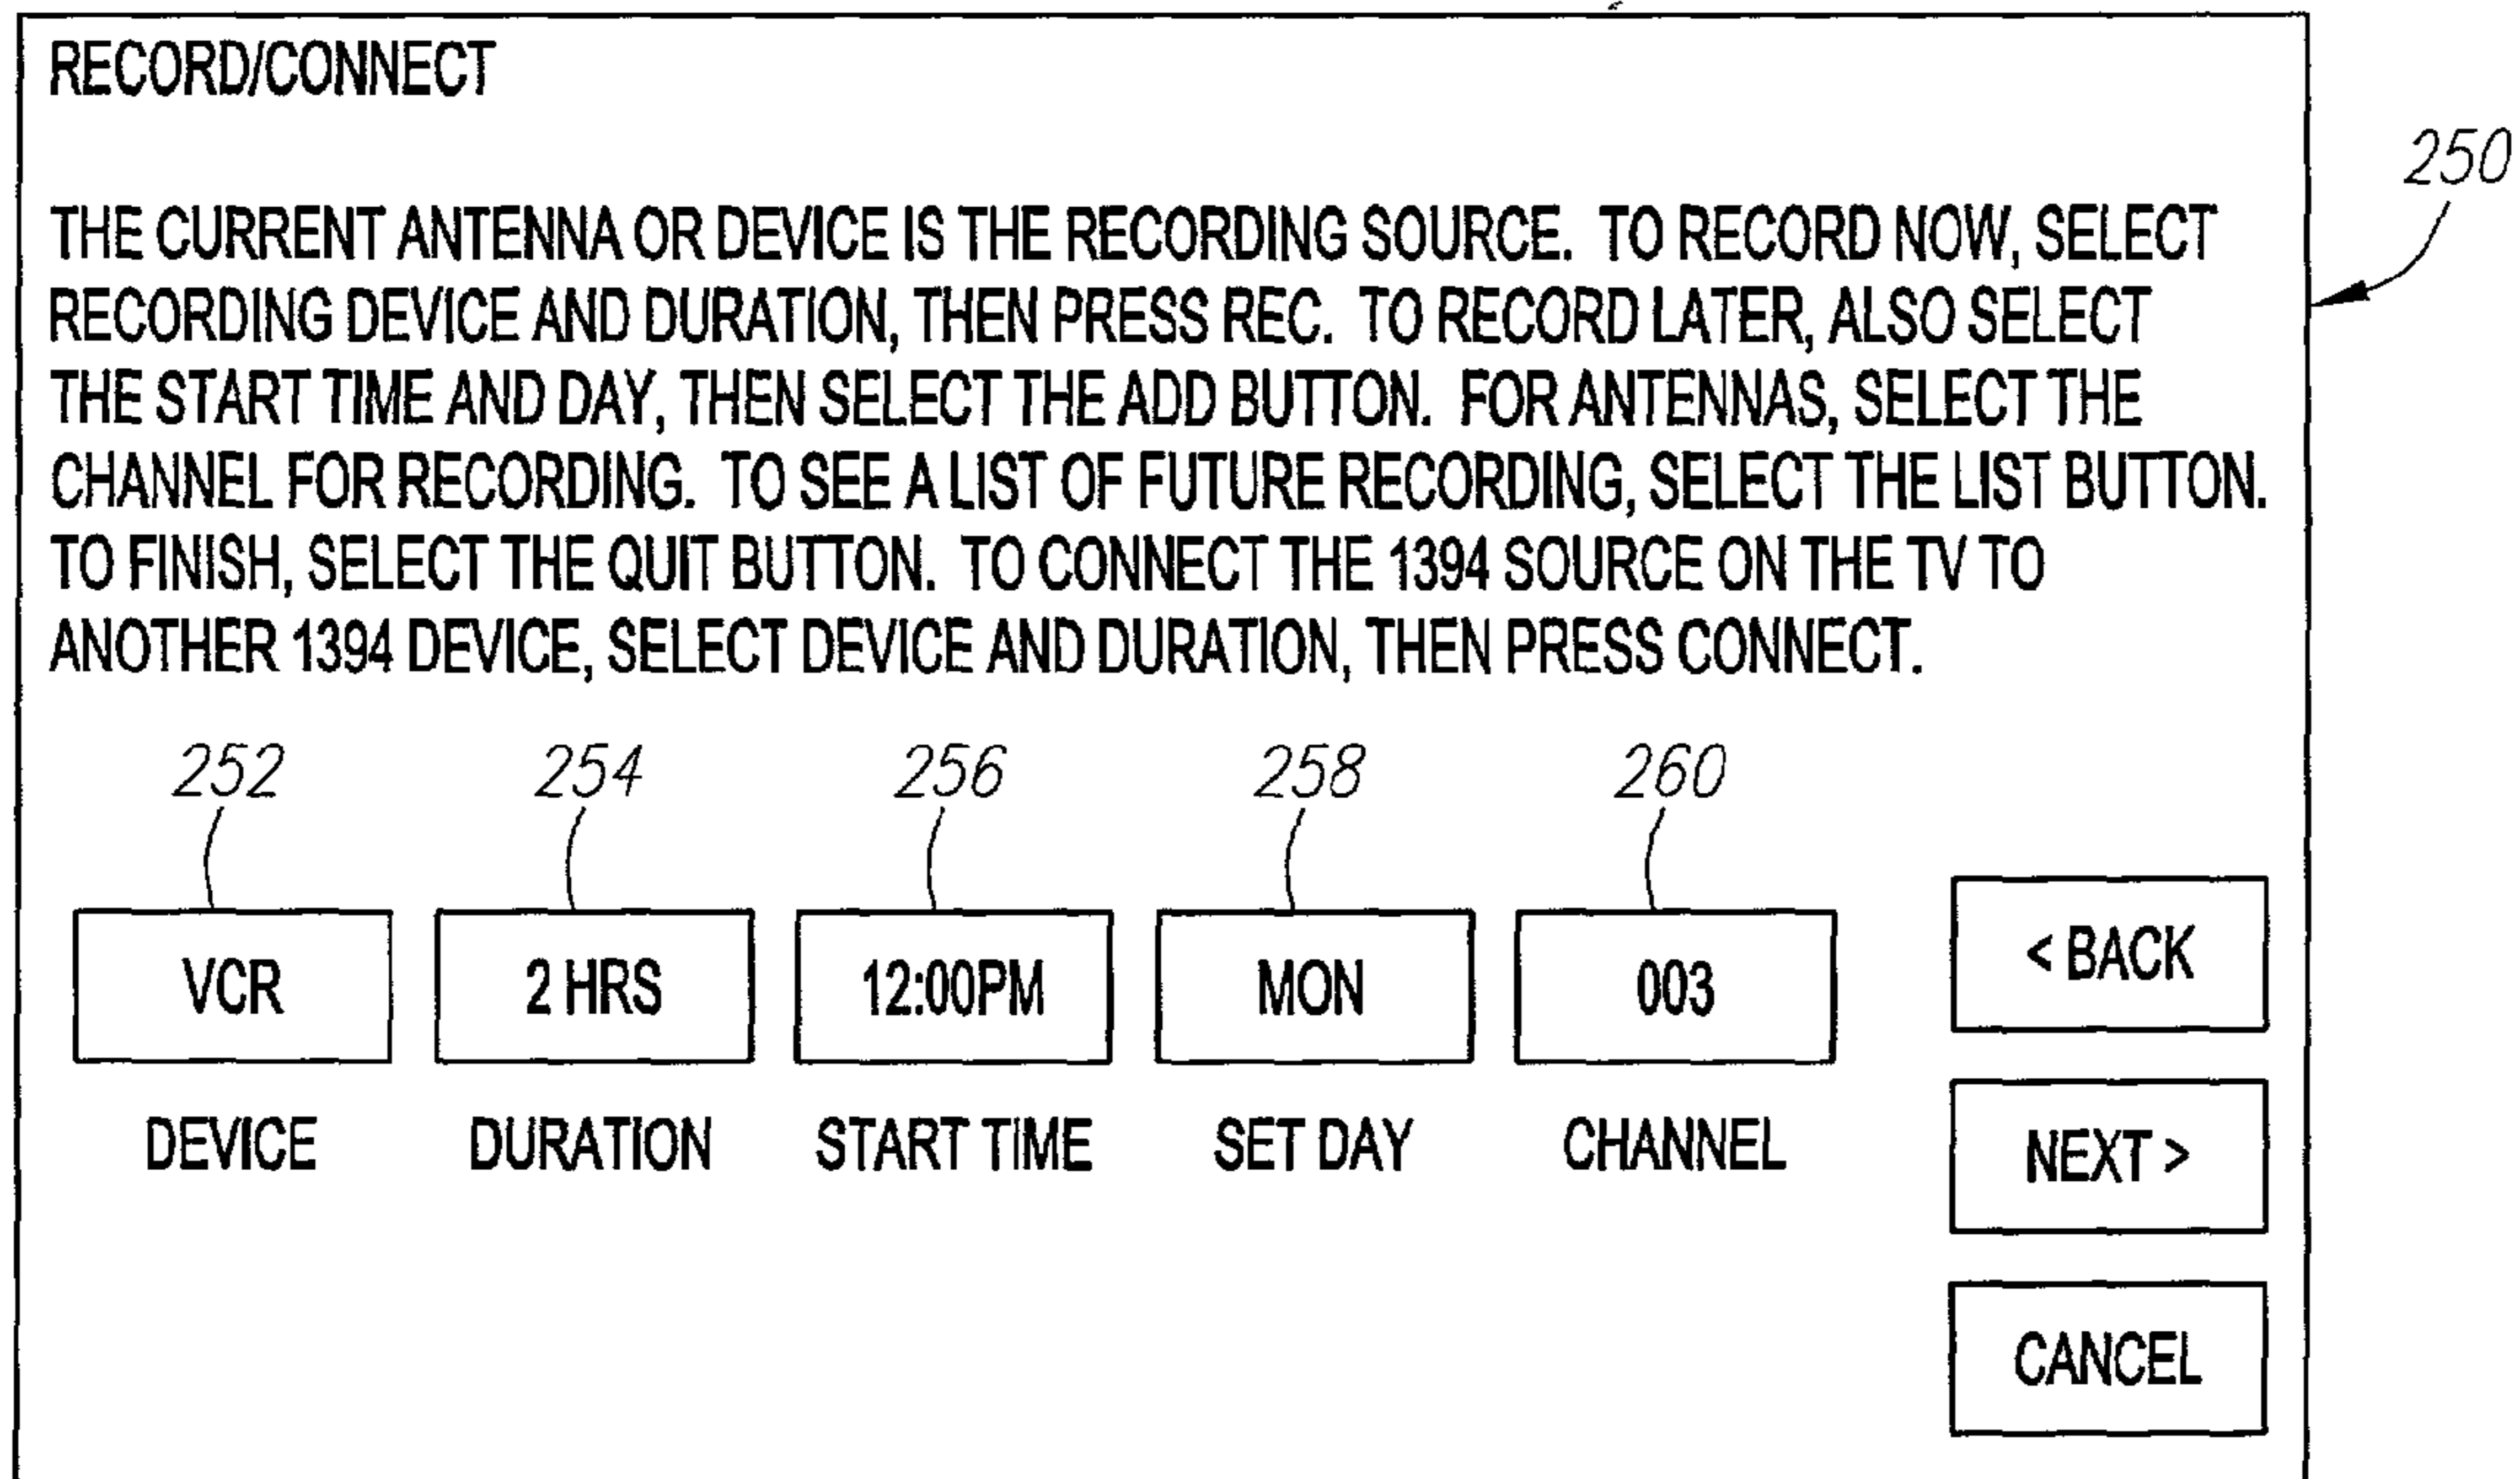 RECORD/CONNECT
250
THE CURRENT ANTENNA OR DEVICE IS THE RECORDING SOURCE. TO RECORD NOW, SELECT
RECORDING DEVICE AND DURATION, THEN PRESS REC. TO RECORD LATER, ALSO SELECT
THE START TIME AND DAY, THEN SELECT THE ADD BUTTON. FOR ANTENNAS, SELECT THE
CHANNEL FOR RECORDING. TO SEE A LIST OF FUTURE RECORDING, SELECT THE LIST BUTTON.
TO FINISH, SELECT THE QUIT BUTTON. TO CONNECT THE 1394 SOURCE ON THE TV TO
ANOTHER 1394 DEVICE, SELECT DEVICE AND DURATION, THEN PRESS CONNECT.
252 254 256 258 260
VCR 2 HRS 12:00PM MON 003 < BACK
DEVICE DURATION START TIME SET DAY CHANNEL NEXT >
CANCEL